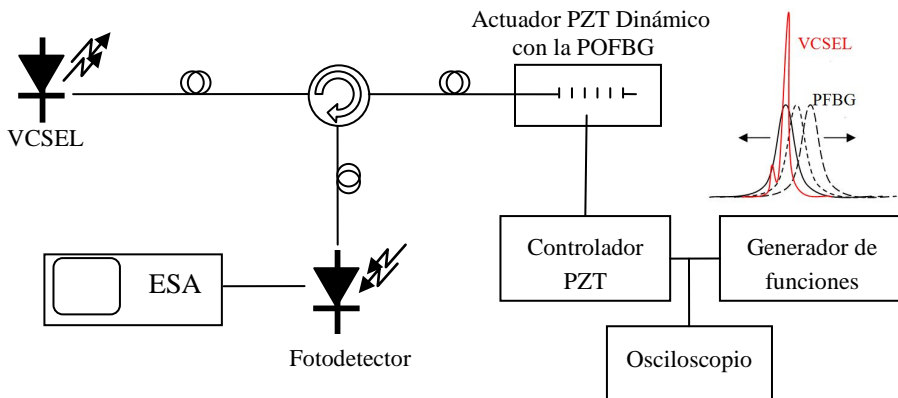 Actuador PZT Dinámico
con la POFBG
VCSEL
PFBG
VCSEL
Controlador
PZT
Generador de
funciones
ESA
Fotodetector
Osciloscopio